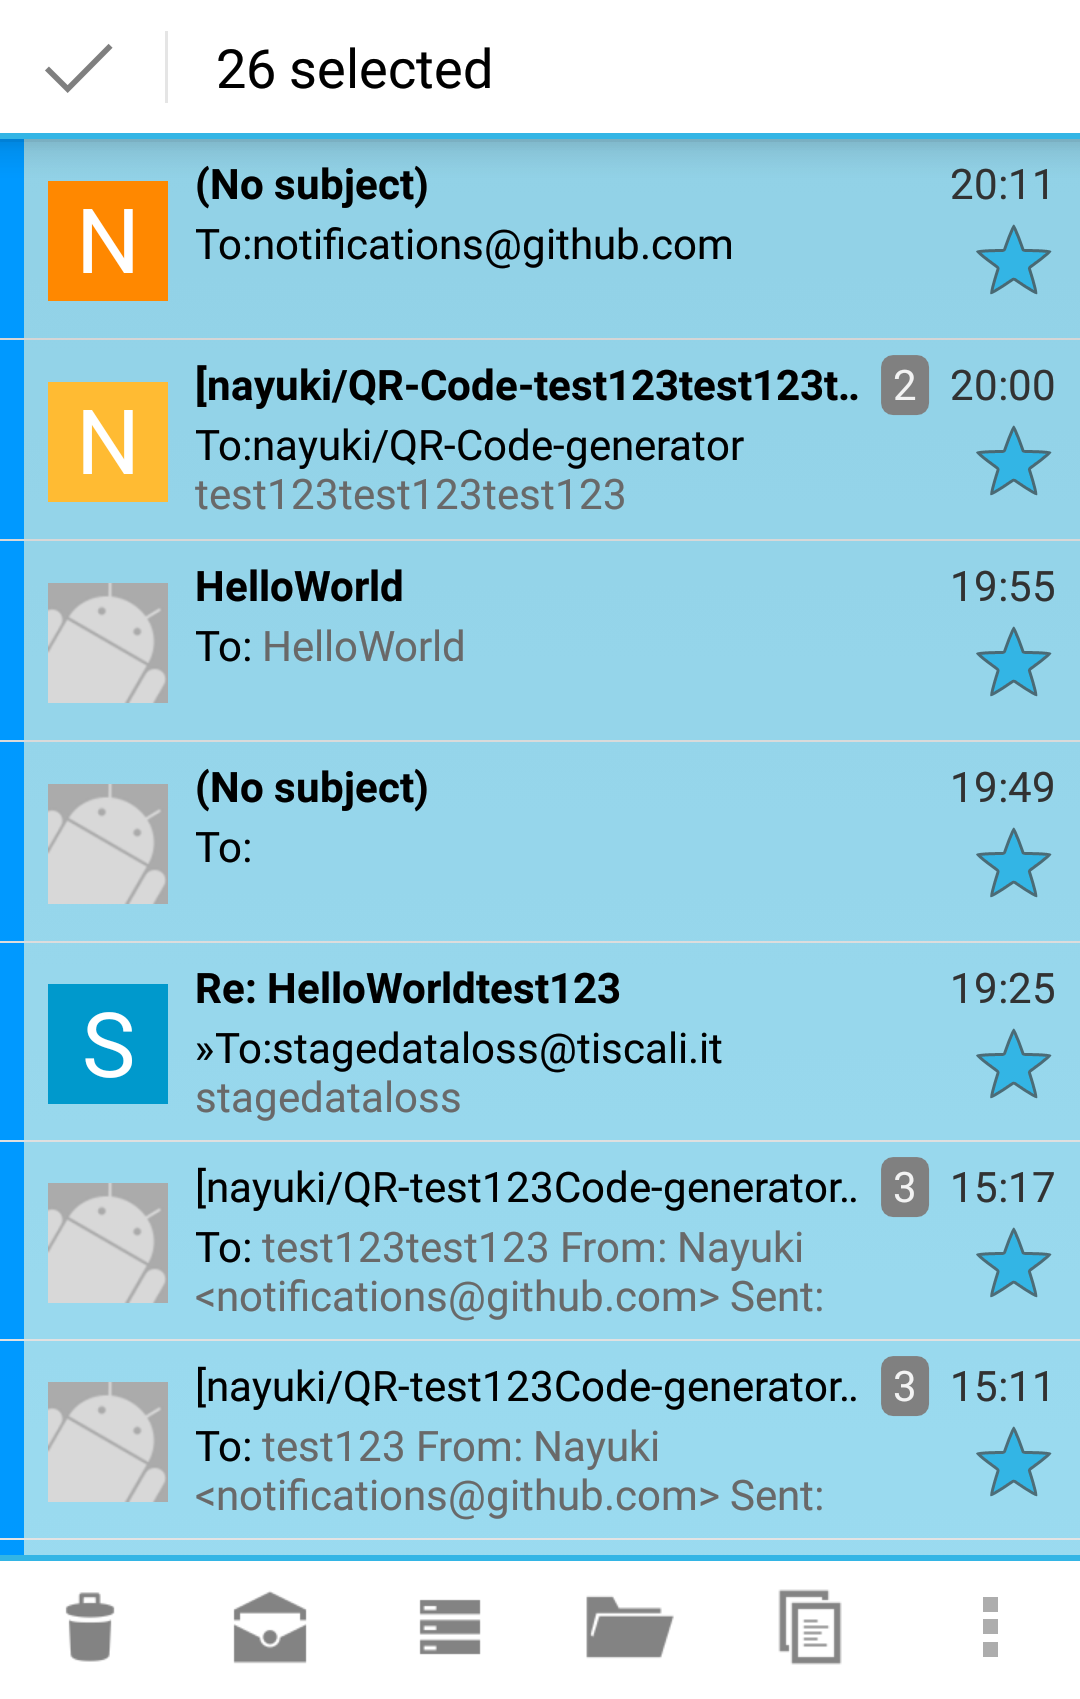 26 selected
(No subject) 20:11
N
To:notifications@github.com
[nayuki/QR-Code-test123test123t.. 2 20:00
N
To:nayuki/QR-Code-generator
test123test123test123
HelloWorld 19:55
To: HelloWorld
(No subject) 19:49
To:
Re: HelloWorldtest123 19:25
S
»To:stagedataloss@tiscali.it
stagedataloss
[nayuki/QR-test123Code-generator.. 3 15:17
To: test123test123 From: Nayuki
<notifications@github.com> Sent:
[nayuki/QR-test123Code-generator.. 3 15:11
To: test123 From: Nayuki
<notifications@github.com> Sent: